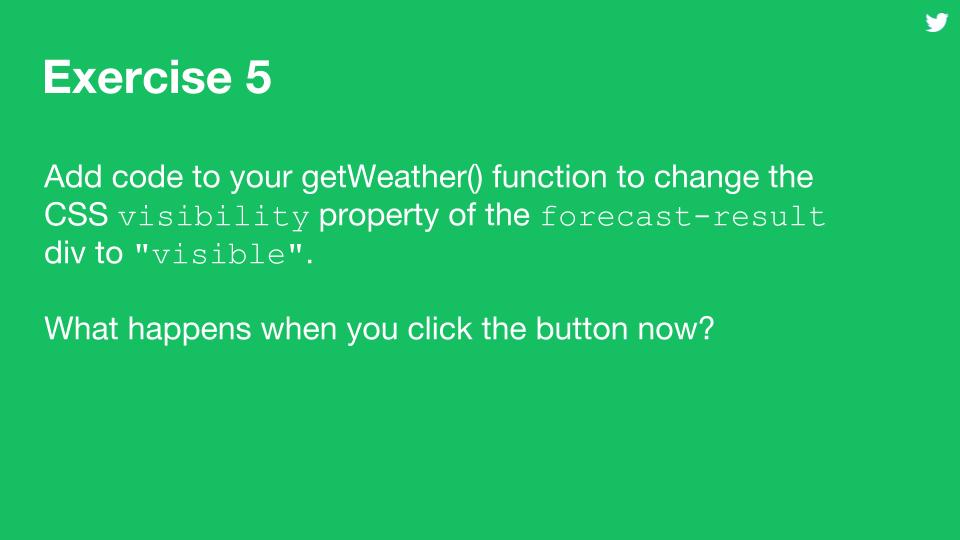 Exercise 5
Add code to your getWeather() function to change the
CSS visibility property of the forecast-result
div to "visible".
What happens when you click the button now?